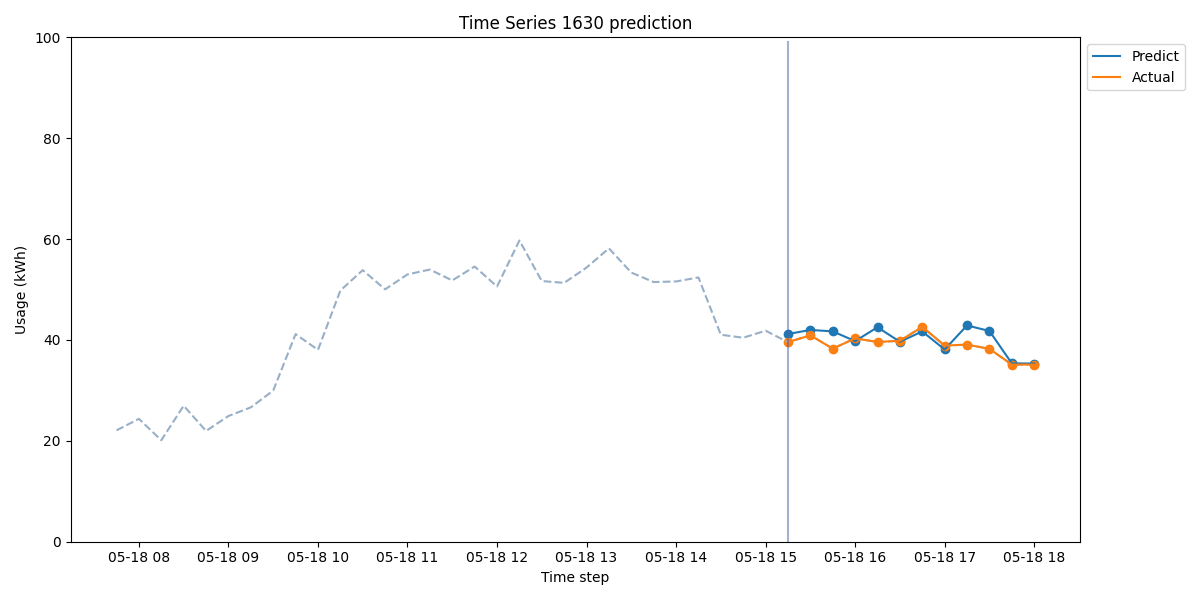 Time Series 1630 prediction
Usage (kWh)
100
80
60
40
20
0
05-18 08 05-18 09 05-18 10 05-18 11 05-18 12 05-18 13 05-18 14 05-18 15 05-18 16 05-18 17 05-18 18
Time step
Predict
Actual